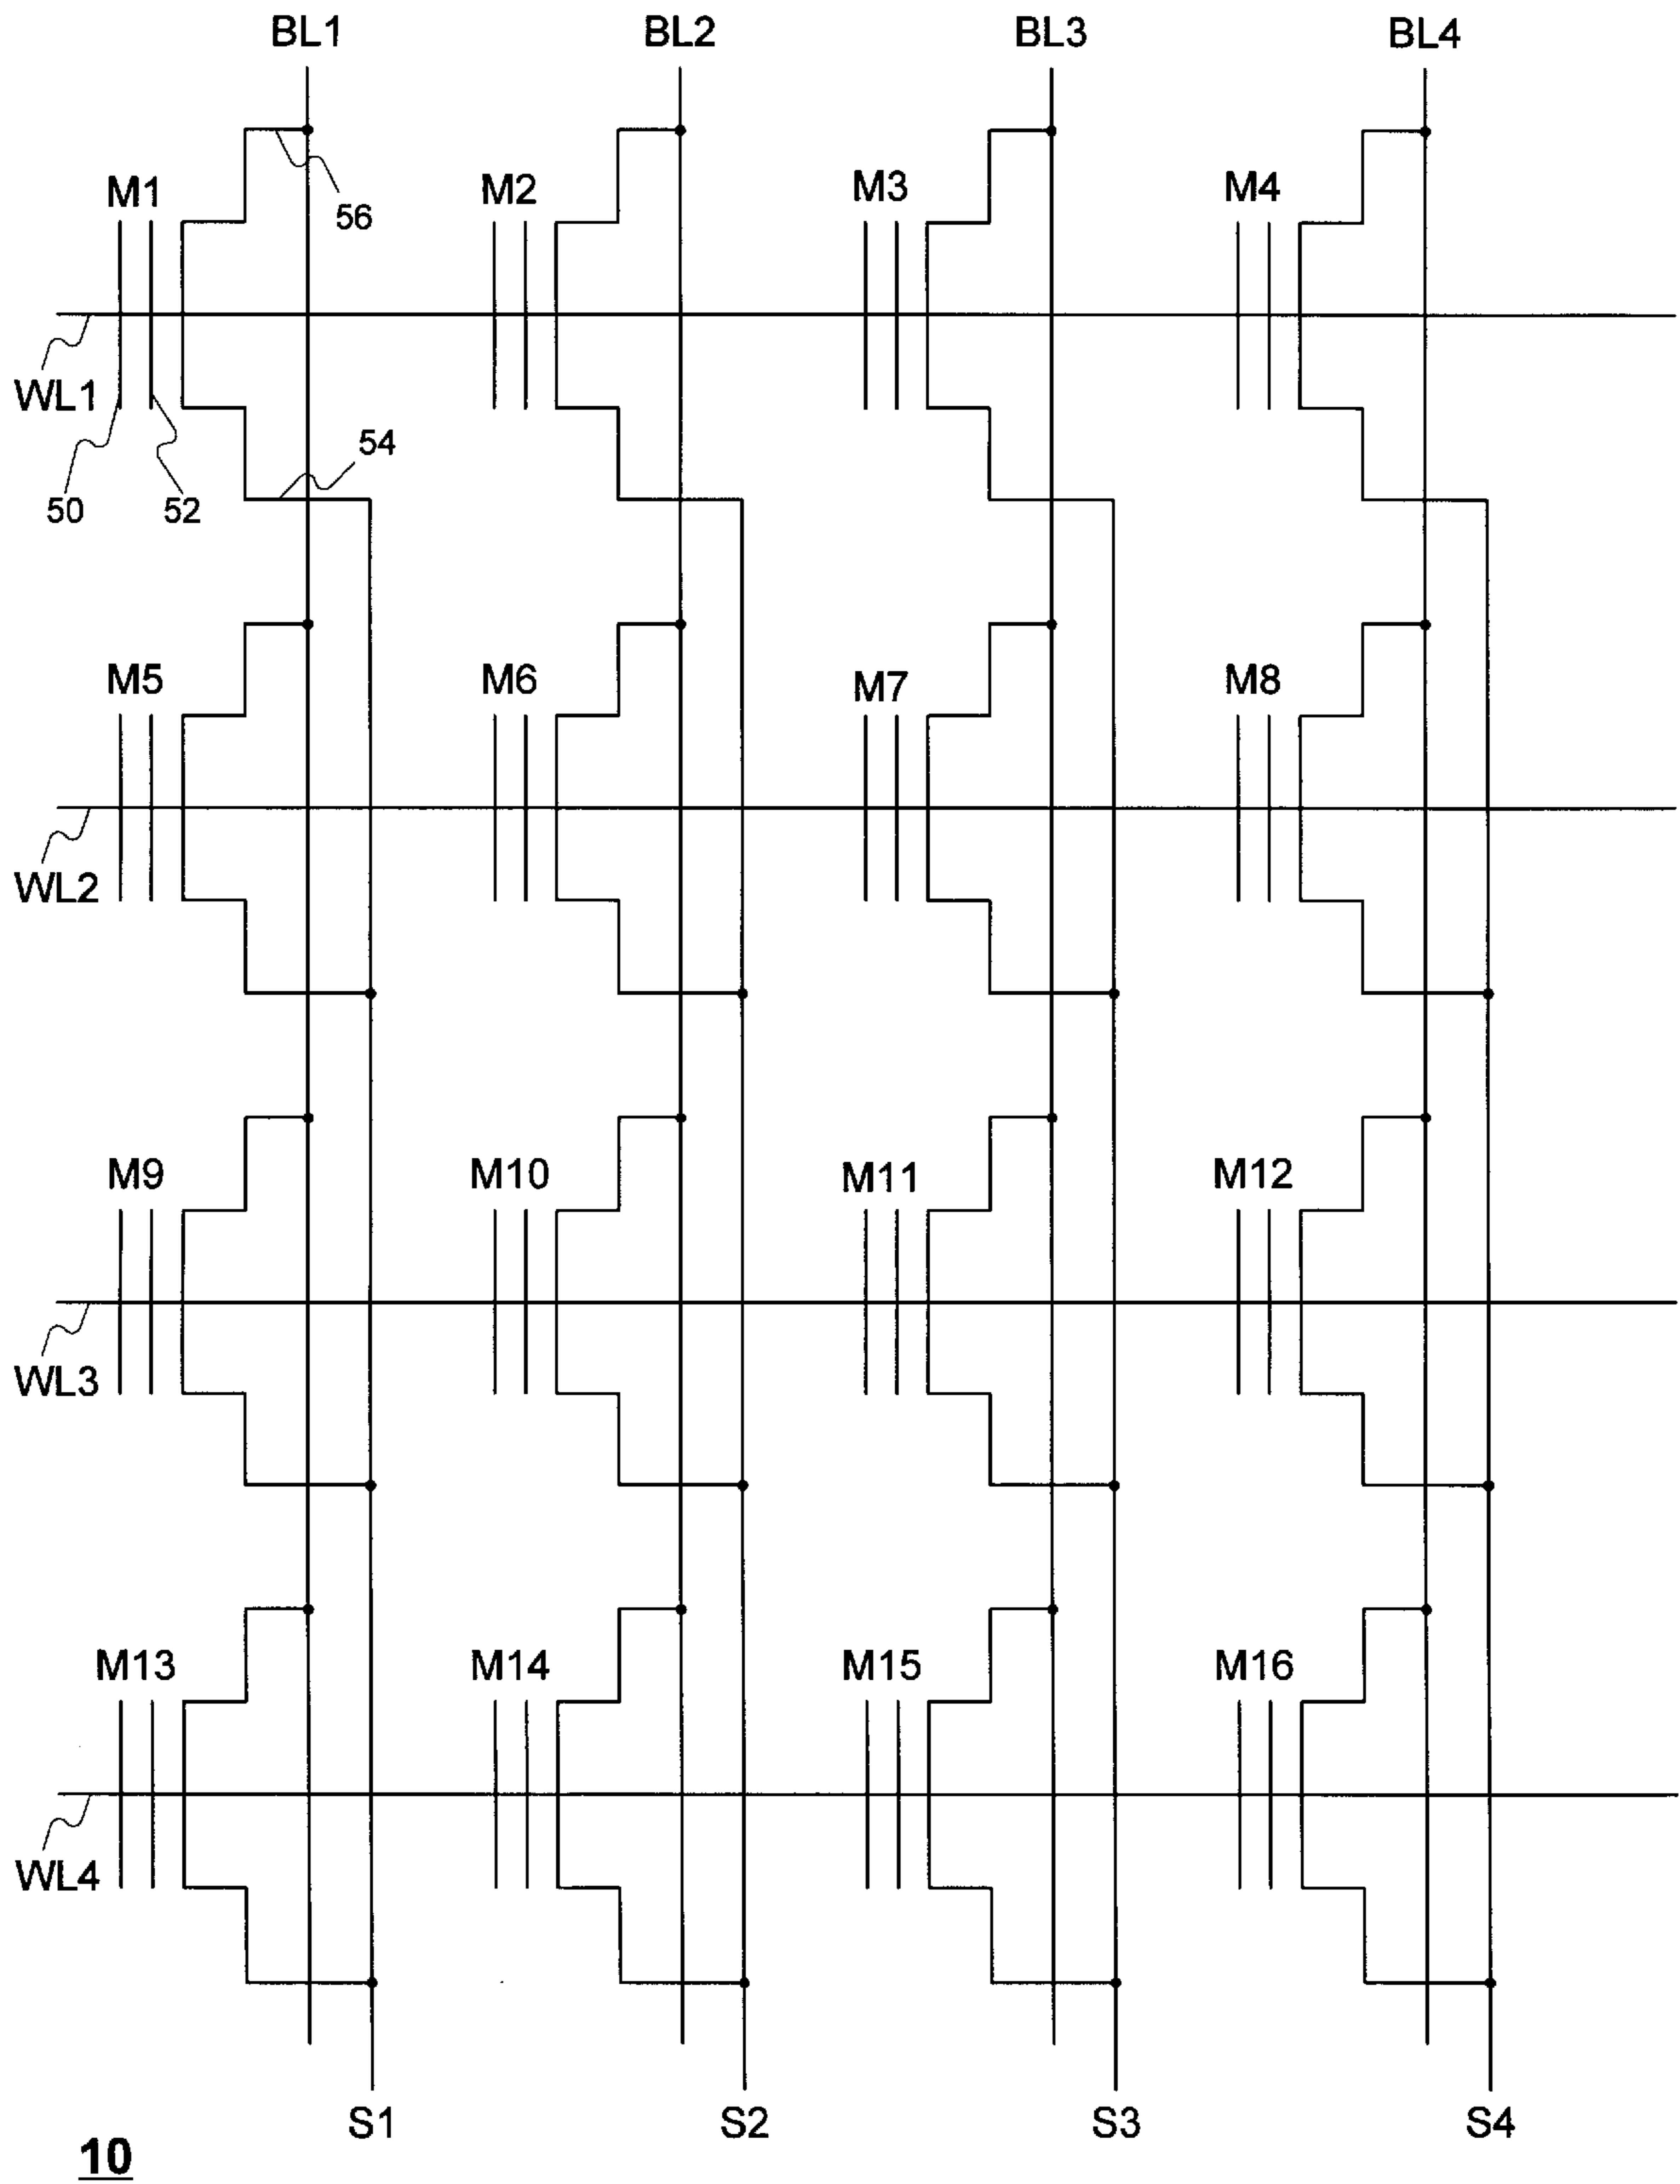 BL1 BL2 BL3 BL4
M1 M2 M3 M4
56
WL1
54
50 52
M5 M6 M7 M8
WL2
M9 M10 M11 M12
WL3
M13 M14 M15 M16
WL4
S1 S2 S3 S4
10